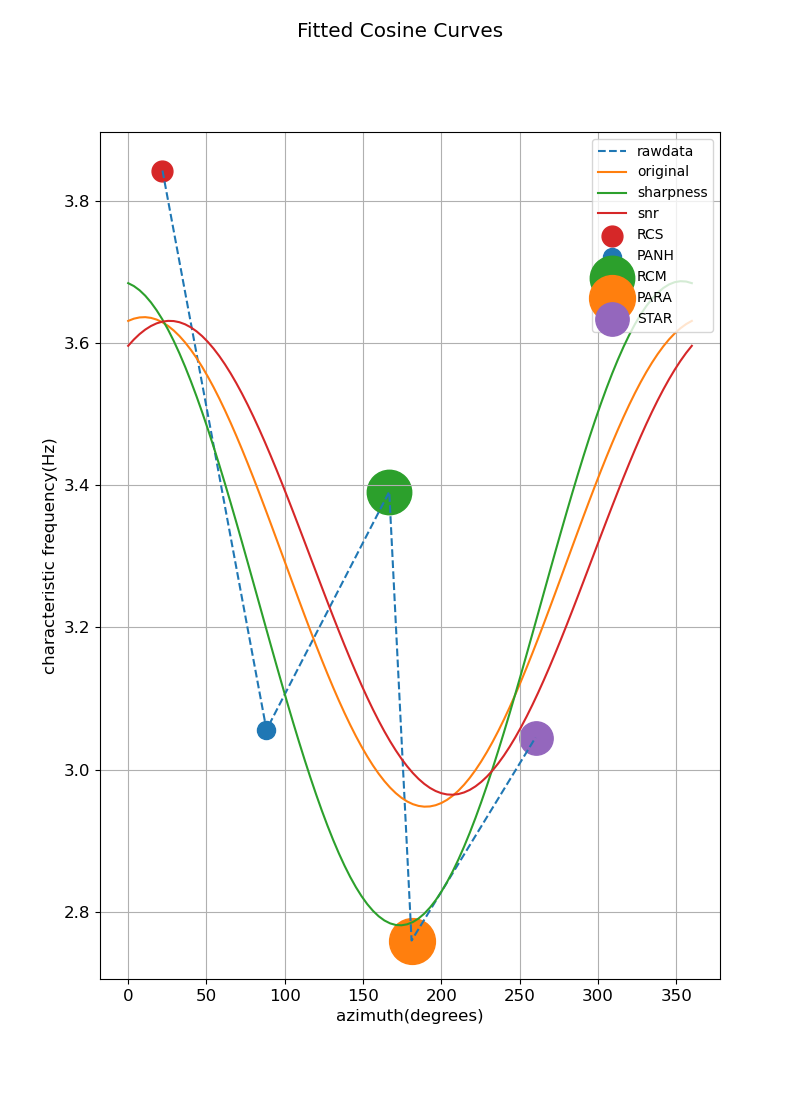 Fitted Cosine Curves
rawdata
original
sharpness
snr
RCS
PANH
RCM
PARA
STAR
3.8
3.6
3.4
3.2
3.0
2.8
characteristic frequency(Hz)
0 50 100 150 200 250 300 350
azimuth(degrees)